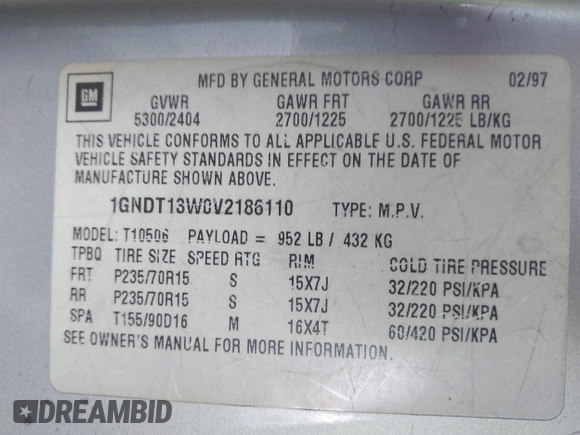 GM
MFD BY GENERAL MOTORS CORP 02/97
GVWR GAWR FRT GAWR RR
5300/2404 2700/1225 2700/1225 LB/KG
THIS VEHICLE CONFORMS TO ALL APPLICABLE U.S. FEDERAL MOTOR
VEHICLE SAFETY STANDARDS IN EFFECT ON THE DATE OF
MANUFACTURE SHOWN ABOVE.
1GNDT13W0V2186110 TYPE: M.P.V.
MODEL: T10506 PAYLOAD = 952 LB / 432 KG
TPBQ TIRE SIZE SPEED RTG RIM COLD TIRE PRESSURE
FRT P235/70R15 S 15X7J 32/220 PSI/KPA
RR P235/70R15 S 15X7J 32/220 PSI/KPA
SPA T155/90D16 M 16X4T 60/420 PSI/KPA
SEE OWNER'S MANUAL FOR MORE INFORMATION.
DREAMBID